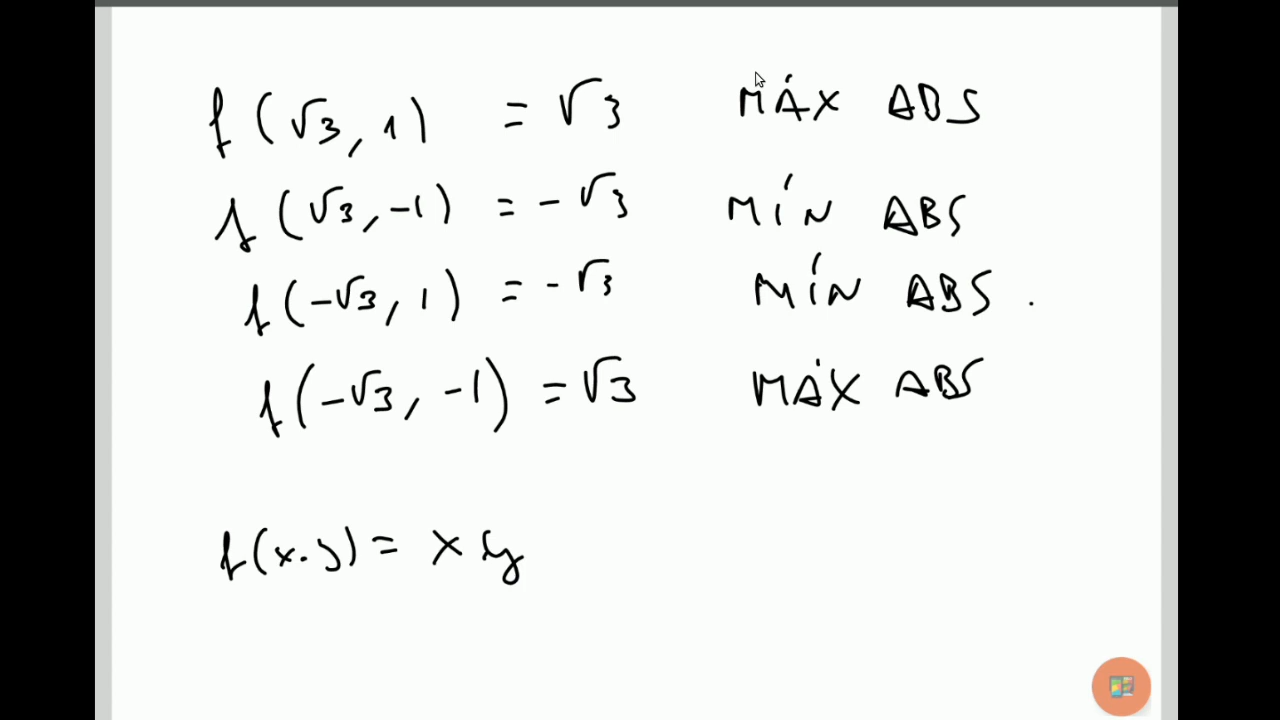 f(√3, 1) = √3 MÁX ABS
f(√3, -1) = -√3 MÍN ABS
f(-√3, 1) = -√3 MÍN ABS.
f(-√3, -1) = √3 MÁX ABS
f(x.y) = xy